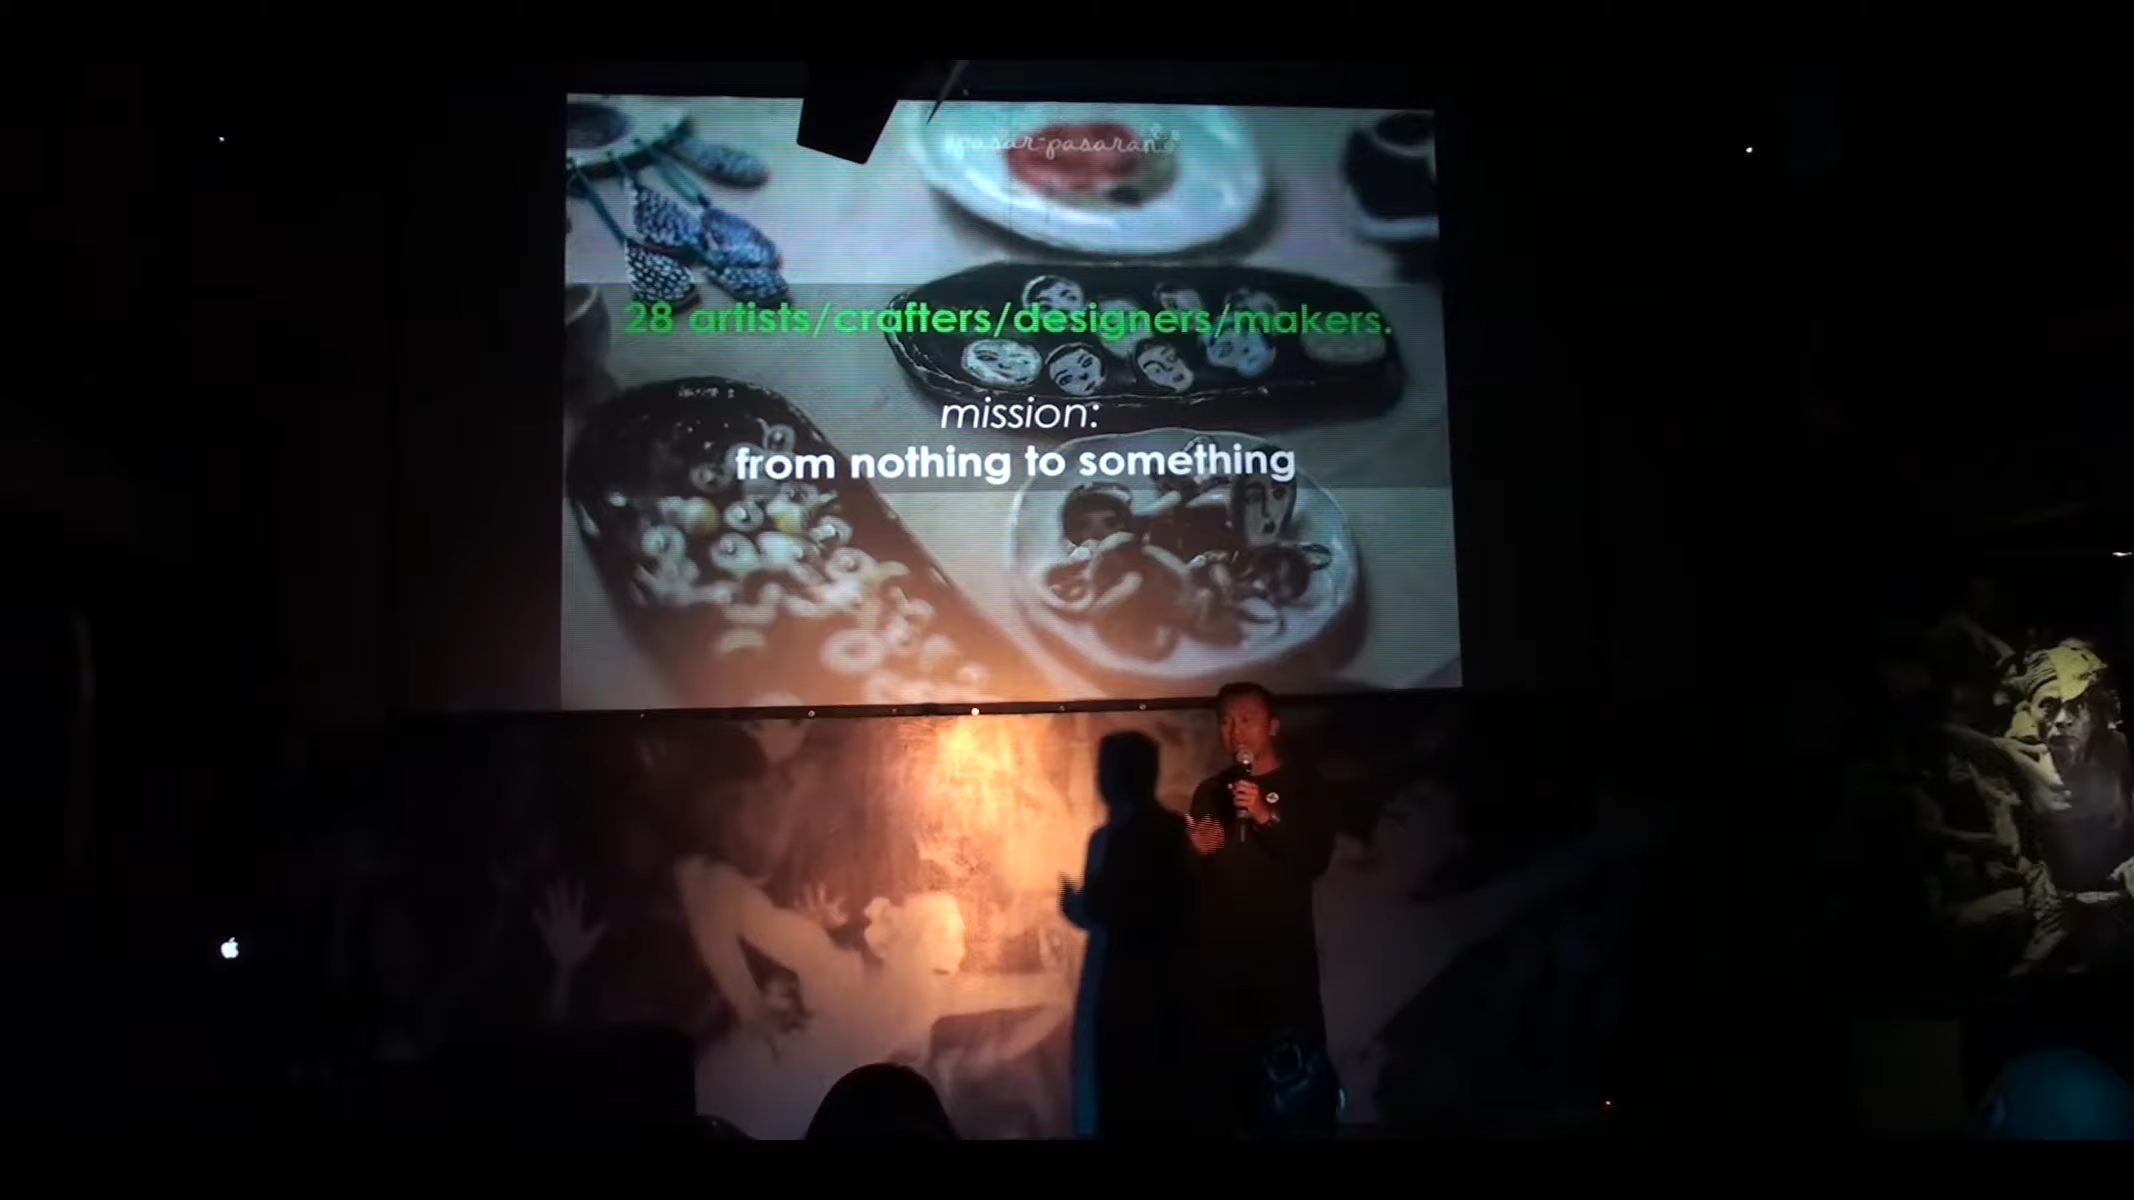 pasar-pasaran
28 artists/crafters/designers/makers.
mission:
from nothing to something